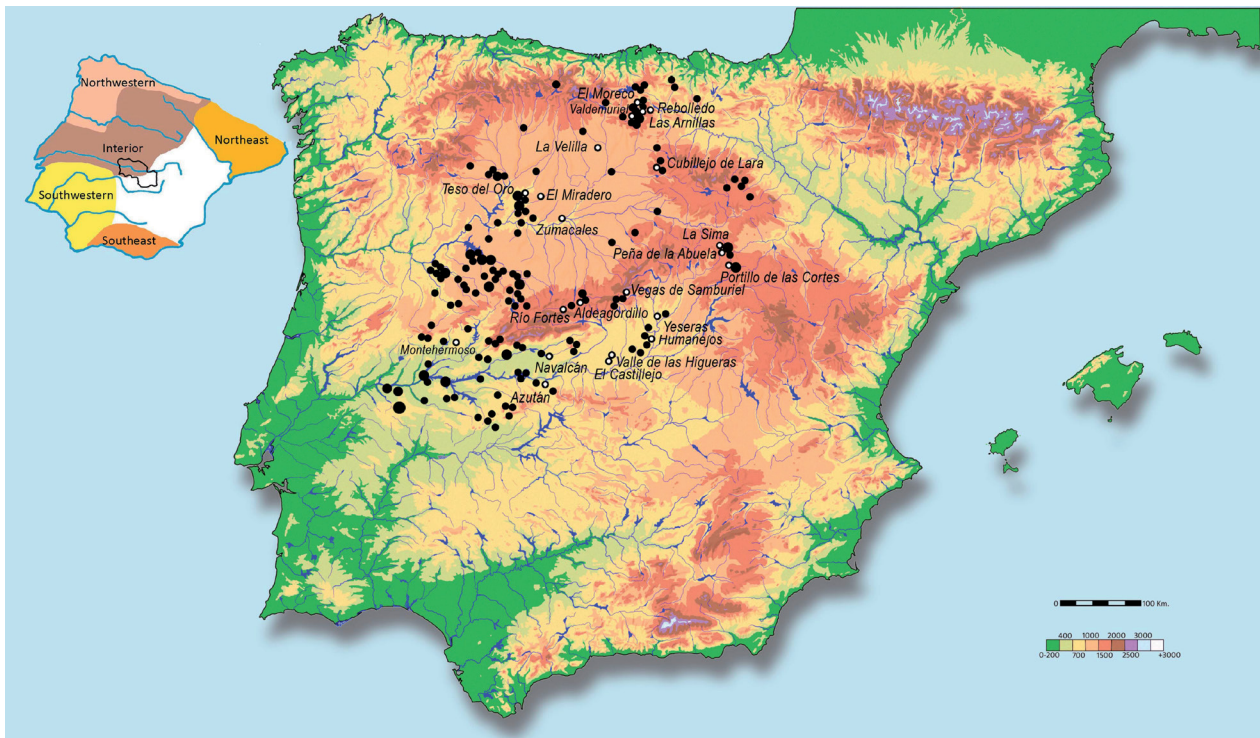 Northwestern
Interior
Northeast
Southwestern
Southeast
El Moreco
Valdemuriel
Rebolledo
Las Arnillas
La Velilla
Cubillejo de Lara
Teso del Oro
El Miradero
Zumacales
La Sima
Peña de la Abuela
Portillo de las Cortes
Vegas de Samburiel
Rio Fortes
Aldeagordillo
Yeseras
Humanejos
Montehermoso
Navalcán
Valle de las Higueras
El Castillejo
Azután
0 100 Km.
400 1000 2000 3000
0-200 700 1500 2500 +3000